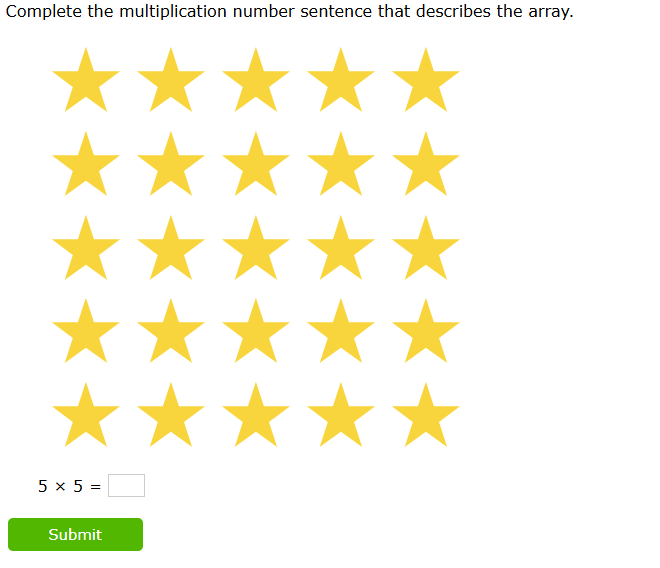 Complete the multiplication number sentence that describes the array.
5 × 5 =
Submit